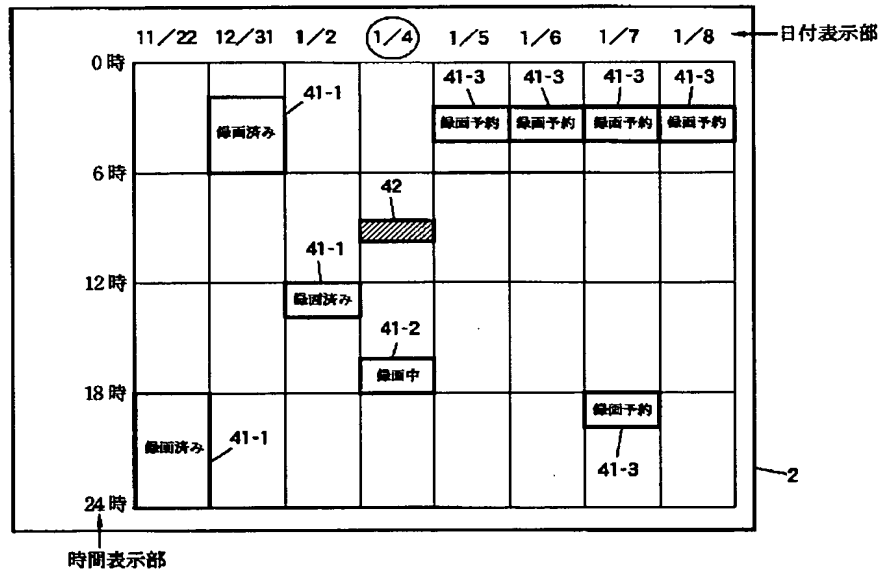 11/22 12/31 1/2 1/4 1/5 1/6 1/7 1/8 日付表示部
0時
41-3 41-3 41-3 41-3
41-1
録画済み
録画予約 録画予約 録画予約 録画予約
6時
42
41-1
12時
録画済み
41-2
録画中
18時
録画予約
録画済み
41-1
41-3
2
24時
時間表示部